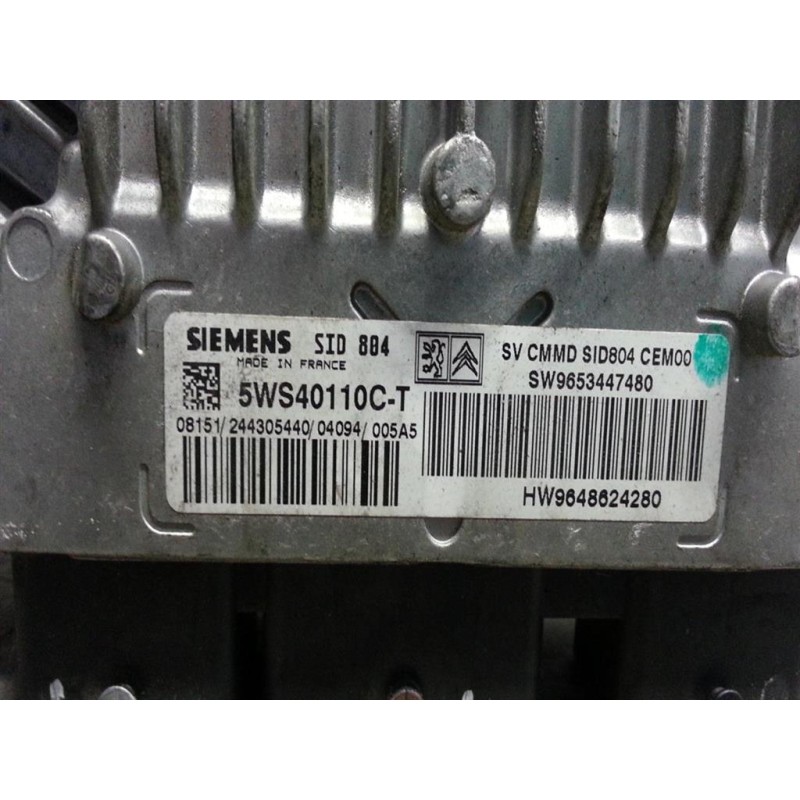 SIEMENS SID 804
MADE IN FRANCE
5WS40110C-T
08151/244305440/04094/005A5
SV CMMD SID804 CEM00
SW9653447480
HW9648624280